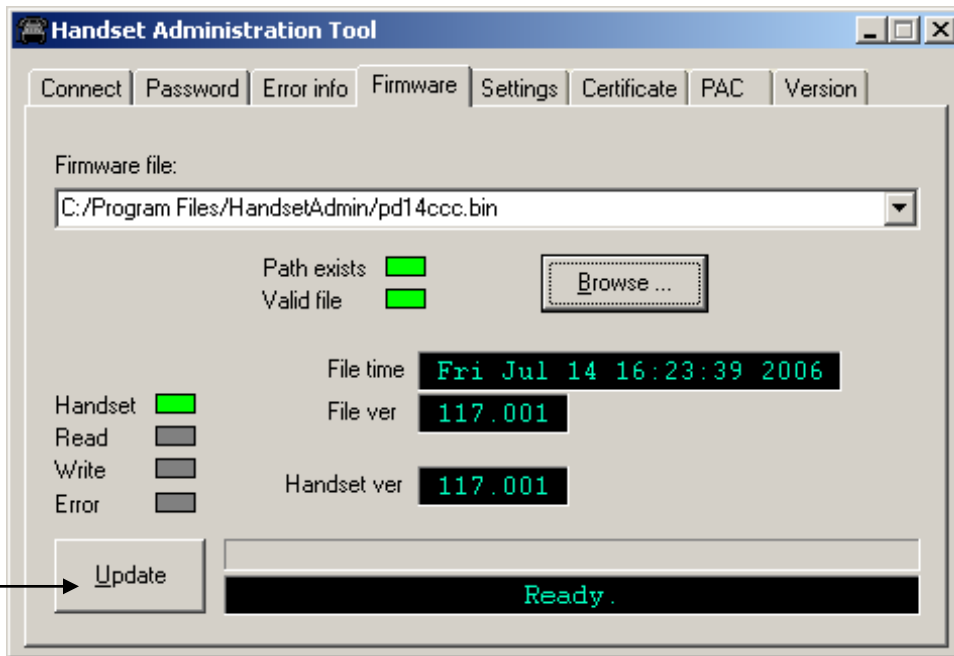 Handset Administration Tool
Connect Password Error info Firmware Settings Certificate PAC Version
Firmware file:
C:/Program Files/HandsetAdmin/pd14ccc.bin
Path exists
Valid file
Browse ...
File time Fri Jul 14 16:23:39 2006
File ver 117.001
Handset
Read
Write
Error
Handset ver 117.001
Update
Ready.